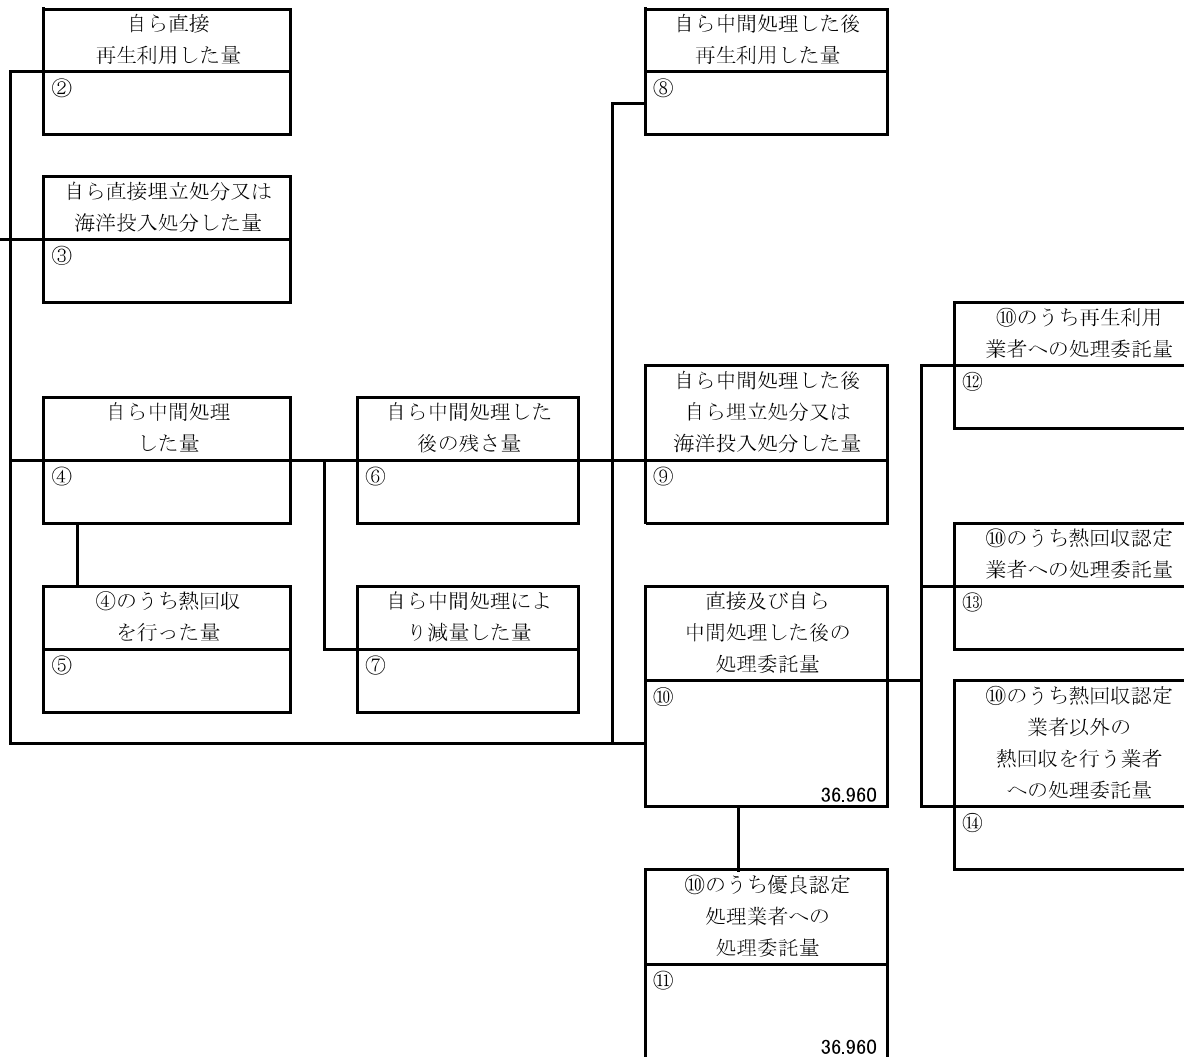 自ら直接
再生利用した量
②
自ら中間処理した後
再生利用した量
⑧
自ら直接埋立処分又は
海洋投入処分した量
③
⑩のうち再生利用
業者への処理委託量
⑫
自ら中間処理
した量
④
自ら中間処理した
後の残さ量
⑥
自ら中間処理した後
自ら埋立処分又は
海洋投入処分した量
⑨
⑩のうち熱回収認定
業者への処理委託量
⑬
④のうち熱回収
を行った量
⑤
自ら中間処理によ
り減量した量
⑦
直接及び自ら
中間処理した後の
処理委託量
⑩
36.960
⑩のうち熱回収認定
業者以外の
熱回収を行う業者
への処理委託量
⑭
⑩のうち優良認定
処理業者への
処理委託量
⑪
36.960